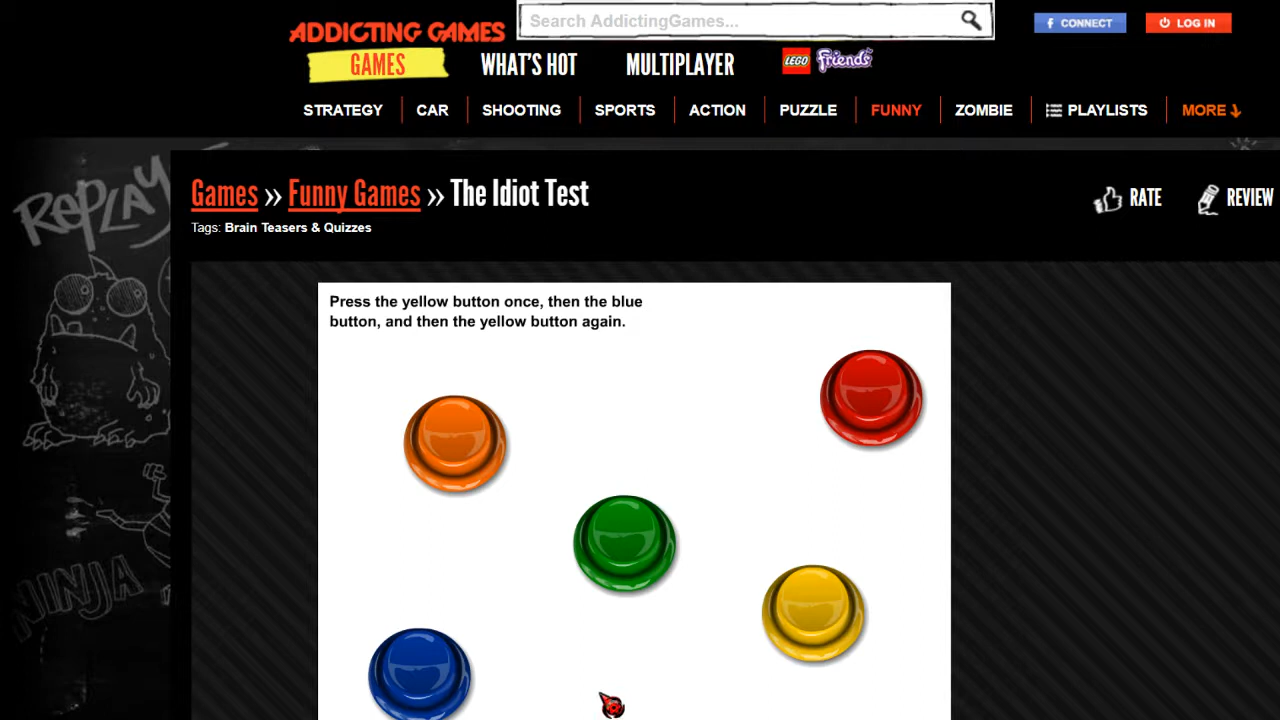 ADDICTING GAMES
Search AddictingGames...
f CONNECT
LOG IN
GAMES
WHAT'S HOT
MULTIPLAYER
LEGO Friends
STRATEGY
CAR
SHOOTING
SPORTS
ACTION
PUZZLE
FUNNY
ZOMBIE
PLAYLISTS
MORE
REPLAY
Games » Funny Games » The Idiot Test
RATE
REVIEW
Tags: Brain Teasers & Quizzes
Press the yellow button once, then the blue
button, and then the yellow button again.
NINJA